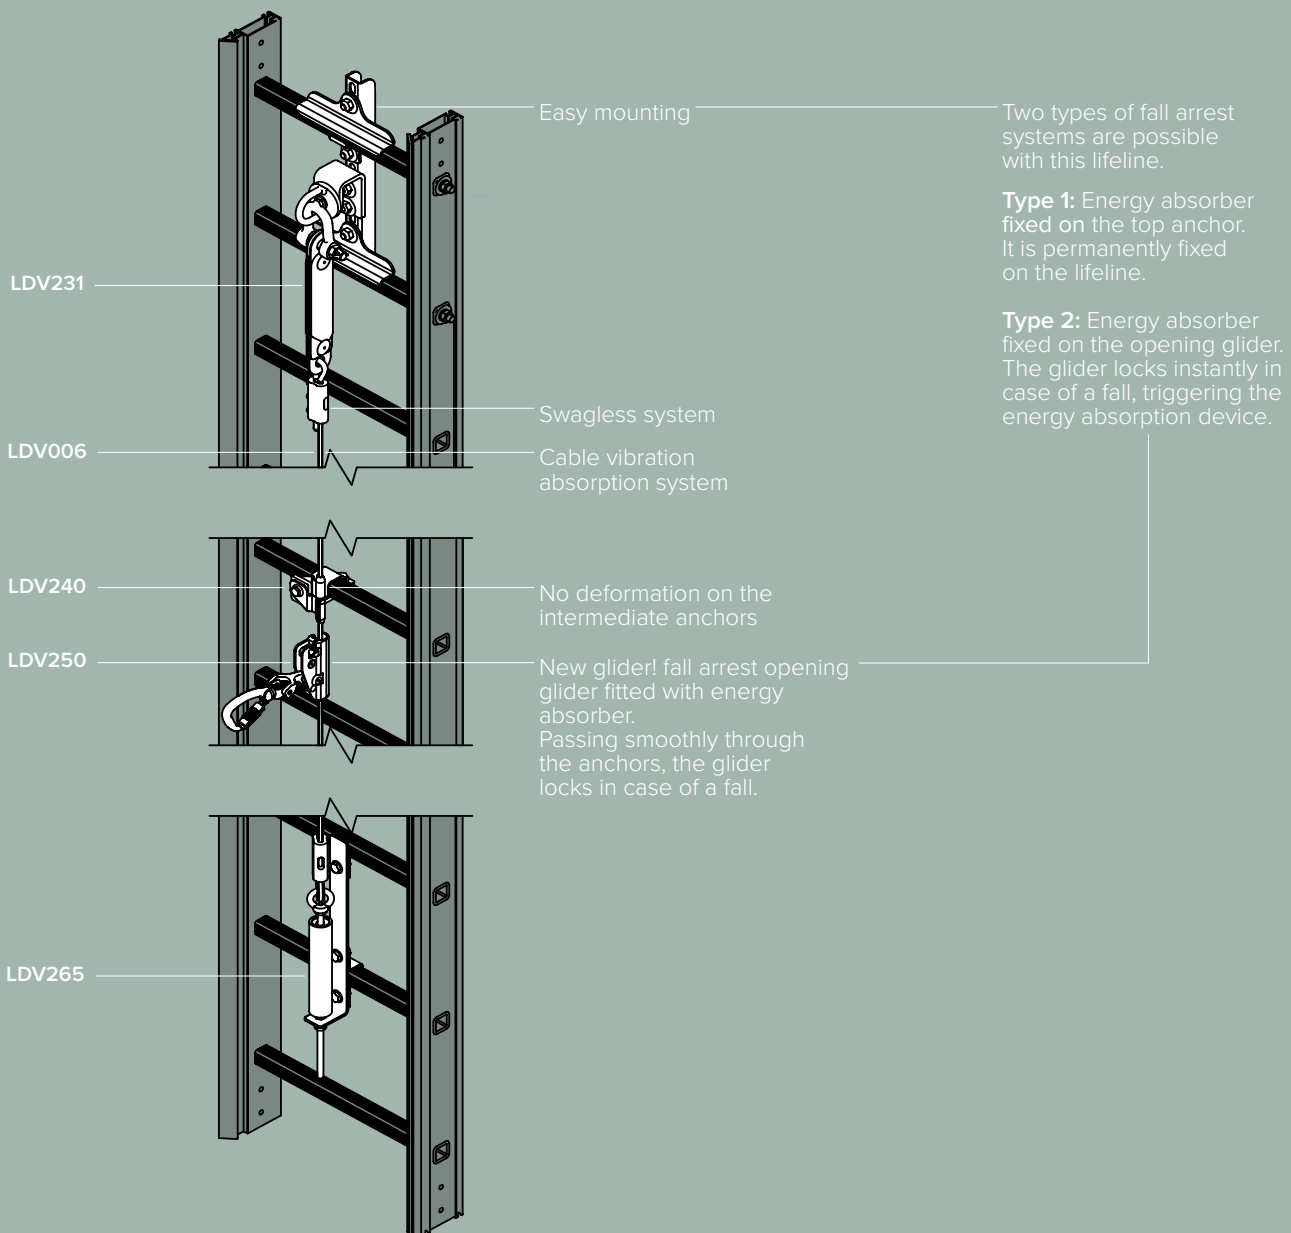 Easy mounting
Two types of fall arrest
systems are possible
with this lifeline.
Type 1: Energy absorber
fixed on the top anchor.
It is permanently fixed
on the lifeline.
Type 2: Energy absorber
fixed on the opening glider.
The glider locks instantly in
case of a fall, triggering the
energy absorption device.
LDV231
Swagless system
LDV006
Cable vibration
absorption system
LDV240
No deformation on the
intermediate anchors
LDV250
New glider! fall arrest opening
glider fitted with energy
absorber.
Passing smoothly through
the anchors, the glider
locks in case of a fall.
LDV265